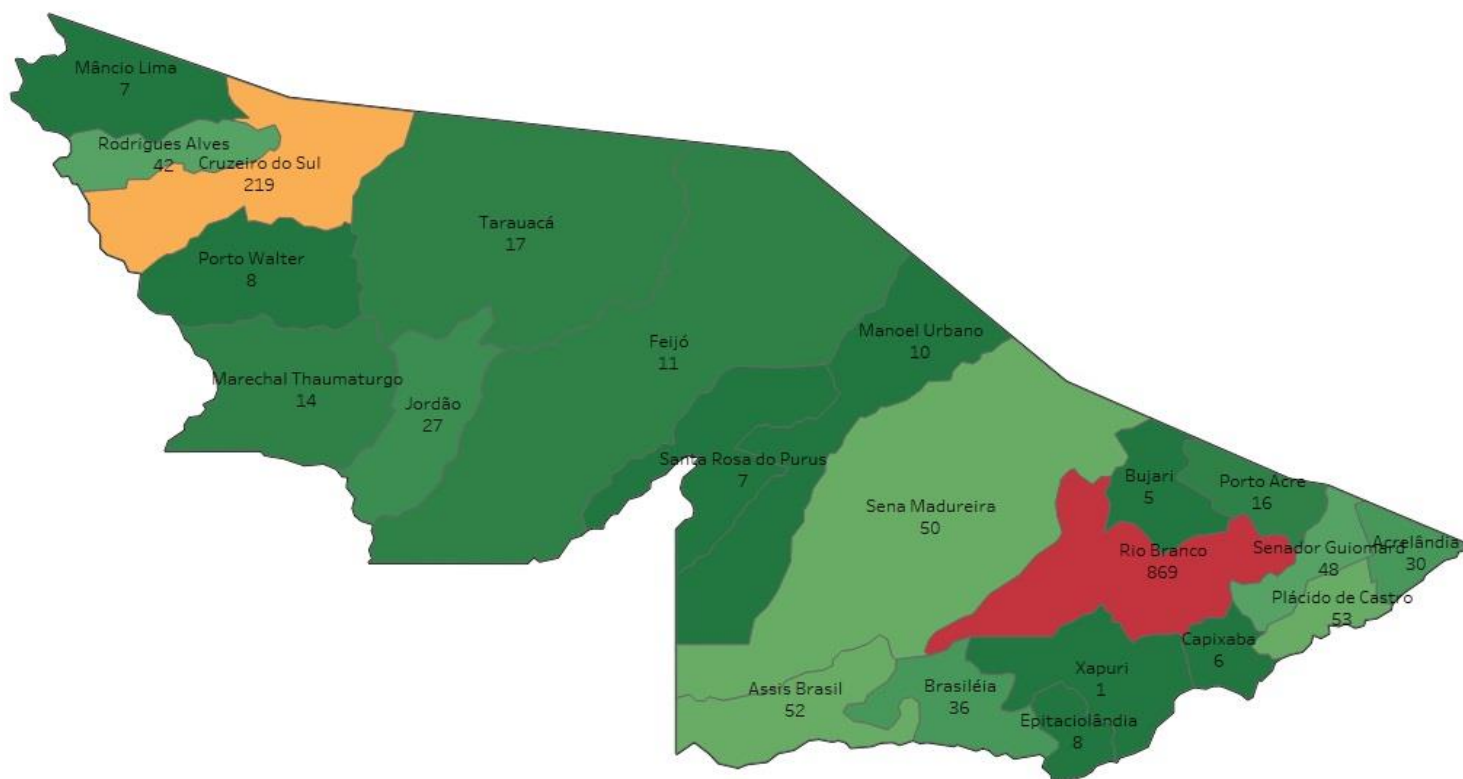 Mâncio Lima
7
Rodrigues Alves
42
Cruzeiro do Sul
219
Tarauacá
17
Porto Walter
8
Feijó
11
Manoel Urbano
10
Marechal Thaumaturgo
14
Jordão
27
Santa Rosa do Purus
7
Sena Madureira
50
Bujari
5
Porto Acre
16
Rio Branco
869
Senador Guiomard
48
Acrelândia
30
Plácido de Castro
53
Capixaba
6
Xapuri
1
Assis Brasil
52
Brasiléia
36
Epitaciolândia
8